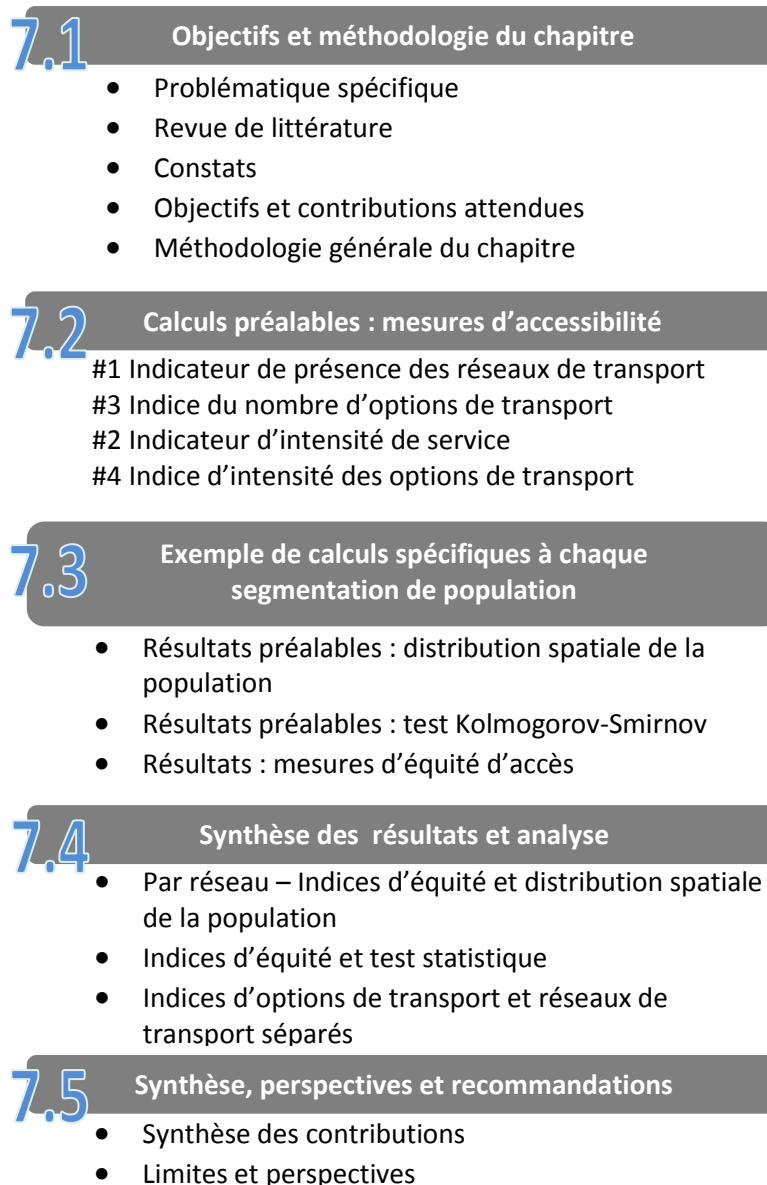 7.1
Objectifs et méthodologie du chapitre
• Problématique spécifique
• Revue de littérature
• Constats
• Objectifs et contributions attendues
• Méthodologie générale du chapitre
7.2
Calculs préalables : mesures d’accessibilité
#1 Indicateur de présence des réseaux de transport
#3 Indice du nombre d’options de transport
#2 Indicateur d’intensité de service
#4 Indice d’intensité des options de transport
7.3
Exemple de calculs spécifiques à chaque
segmentation de population
• Résultats préalables : distribution spatiale de la
population
• Résultats préalables : test Kolmogorov-Smirnov
• Résultats : mesures d’équité d’accès
7.4
Synthèse des résultats et analyse
• Par réseau – Indices d’équité et distribution spatiale
de la population
• Indices d’équité et test statistique
• Indices d’options de transport et réseaux de
transport séparés
7.5
Synthèse, perspectives et recommandations
• Synthèse des contributions
• Limites et perspectives